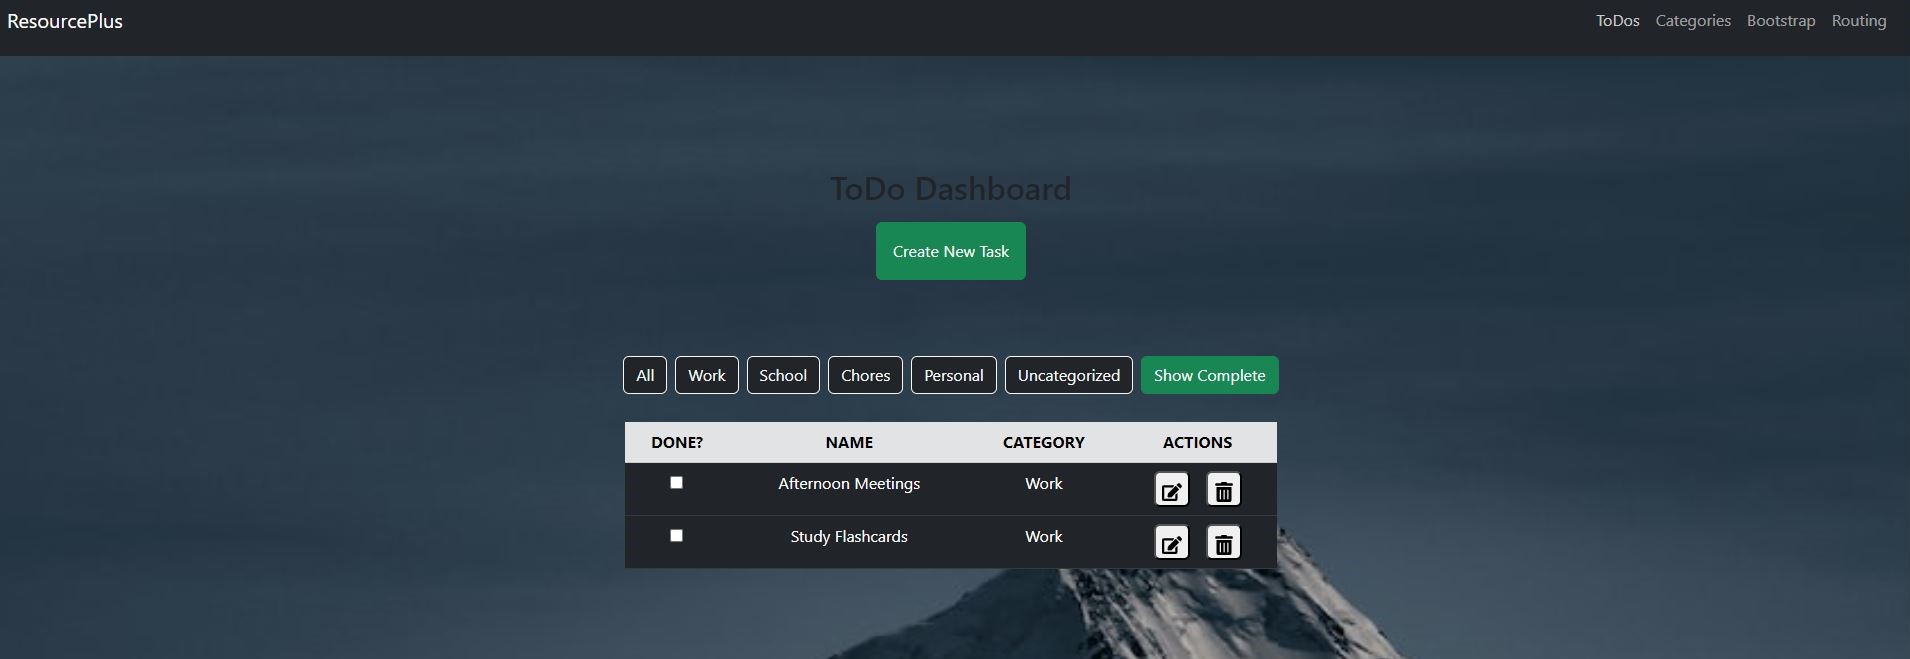 ResourcePlus ToDos Categories Bootstrap Routing
ToDo Dashboard
Create New Task
All Work School Chores Personal Uncategorized Show Complete
DONE? NAME CATEGORY ACTIONS
Afternoon Meetings Work
Study Flashcards Work